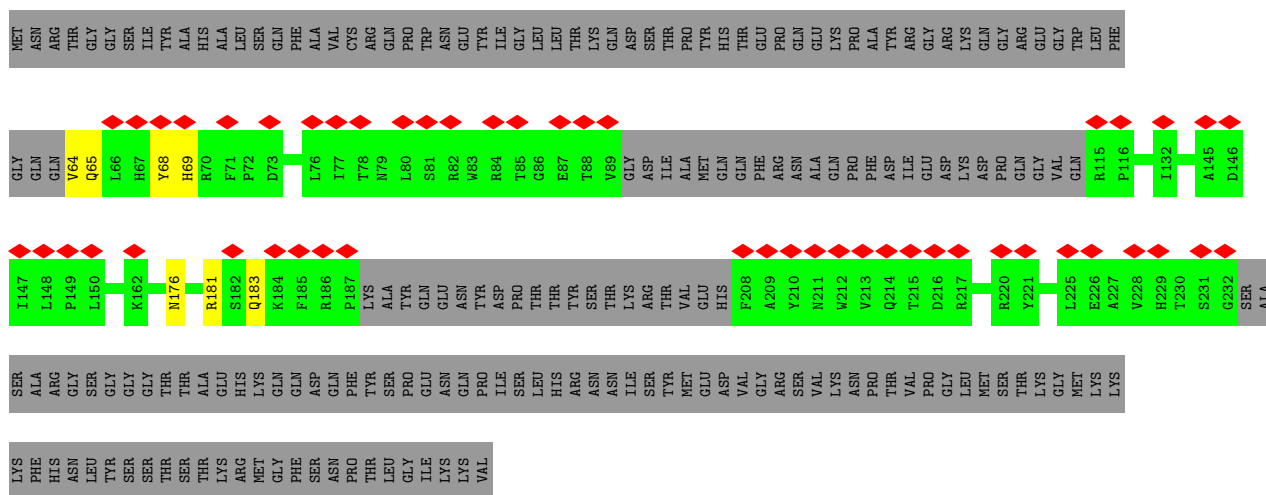 MET ASN ARG THR GLY GLY SER ILE TYR ALA HIS ALA LEU SER GLN PHE ALA VAL CYS ARG GLN PRO TRP ASN GLU TYR ILE GLY LEU LEU THR LYS GLN ASP SER THR PRO TYR HIS THR GLU PRO GLN GLU LYS PRO ALA TYR ARG GLY ARG LYS GLN GLY ARG GLU GLY TRP LEU PHE
GLY GLN GLN V64 Q65 L66 H67 Y68 H69 R70 F71 P72 D73 L76 I77 T78 N79 L80 S81 R82 W83 R84 T85 G86 E87 T88 V89 GLY ASP ILE ALA MET GLN GLN PHE ARG ASN ALA GLN PRO PHE ASP ILE GLU ASP LYS ASP PRO GLN GLY VAL GLN R115 P116 I132 A145 D146
I147 L148 P149 L150 K162 N176 R181 S182 Q183 K184 F185 R186 P187 LYS ALA TYR GLN GLU ASN TYR ASP PRO THR THR TYR SER THR LYS ARG THR VAL GLU HIS F208 A209 Y210 N211 W212 V213 Q214 T215 D216 R217 R220 Y221 L225 E226 A227 V228 H229 T230 S231 G232 SER ALA
SER ALA ARG GLY SER GLY GLY GLY THR THR ALA GLU HIS LYS GLN GLN ASP GLN PHE TYR SER PRO GLU ASN GLN PRO ILE SER LEU HIS ARG ASN ASN ILE SER TYR MET GLU ASP VAL GLY ARG SER VAL LYS ASN PRO THR VAL PRO GLY LEU MET SER THR LYS GLY MET LYS LYS
LYS PHE HIS ASN LEU TYR SER SER THR SER THR LYS ARG MET GLY PHE SER ASN PRO THR LEU GLY ILE LYS LYS VAL